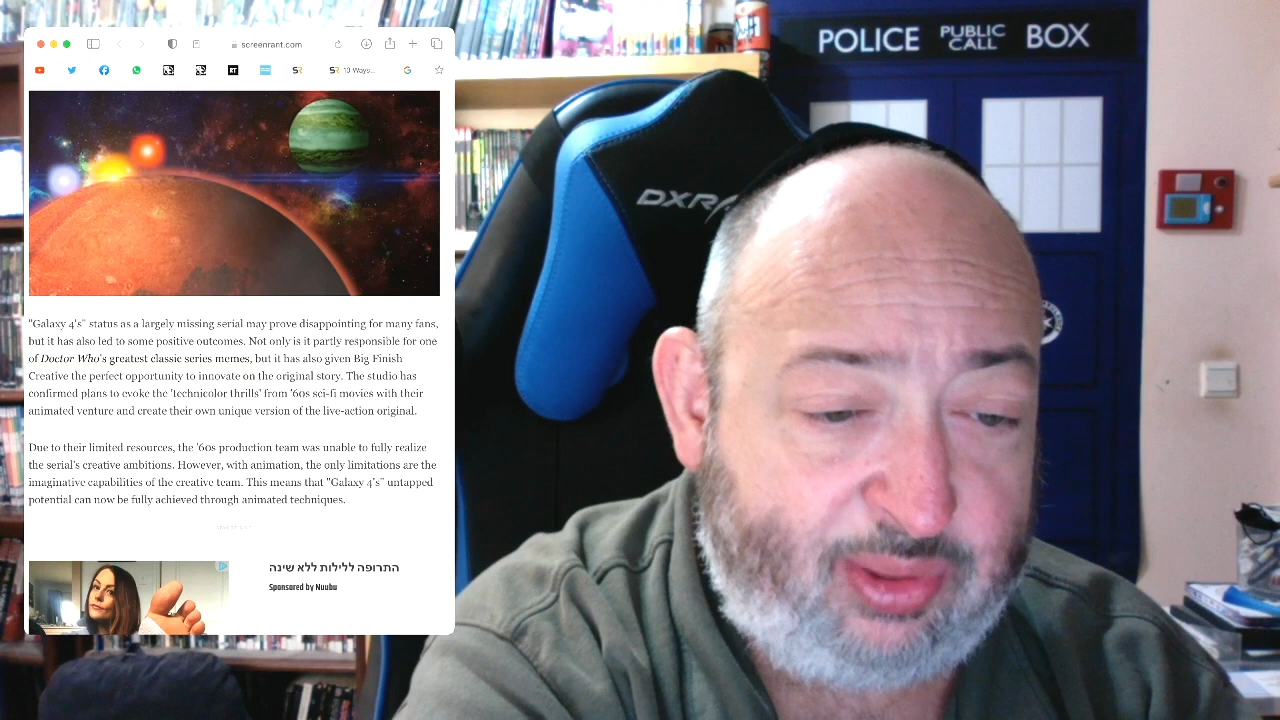 POLICE PUBLIC CALL BOX
screenrant.com
SR 10 Ways...
DXR
"Galaxy 4's" status as a largely missing serial may prove disappointing for many fans,
but it has also led to some positive outcomes. Not only is it partly responsible for one
of Doctor Who's greatest classic series memes, but it has also given Big Finish
Creative the perfect opportunity to innovate on the original story. The studio has
confirmed plans to evoke the 'technicolor thrills' from '60s sci-fi movies with their
animated venture and create their own unique version of the live-action original.
Due to their limited resources, the '60s production team was unable to fully realize
the serial's creative ambitions. However, with animation, the only limitations are the
imaginative capabilities of the creative team. This means that "Galaxy 4's" untapped
potential can now be fully achieved through animated techniques.
התרופה ללילות ללא שינה
Sponsored by Nuubu